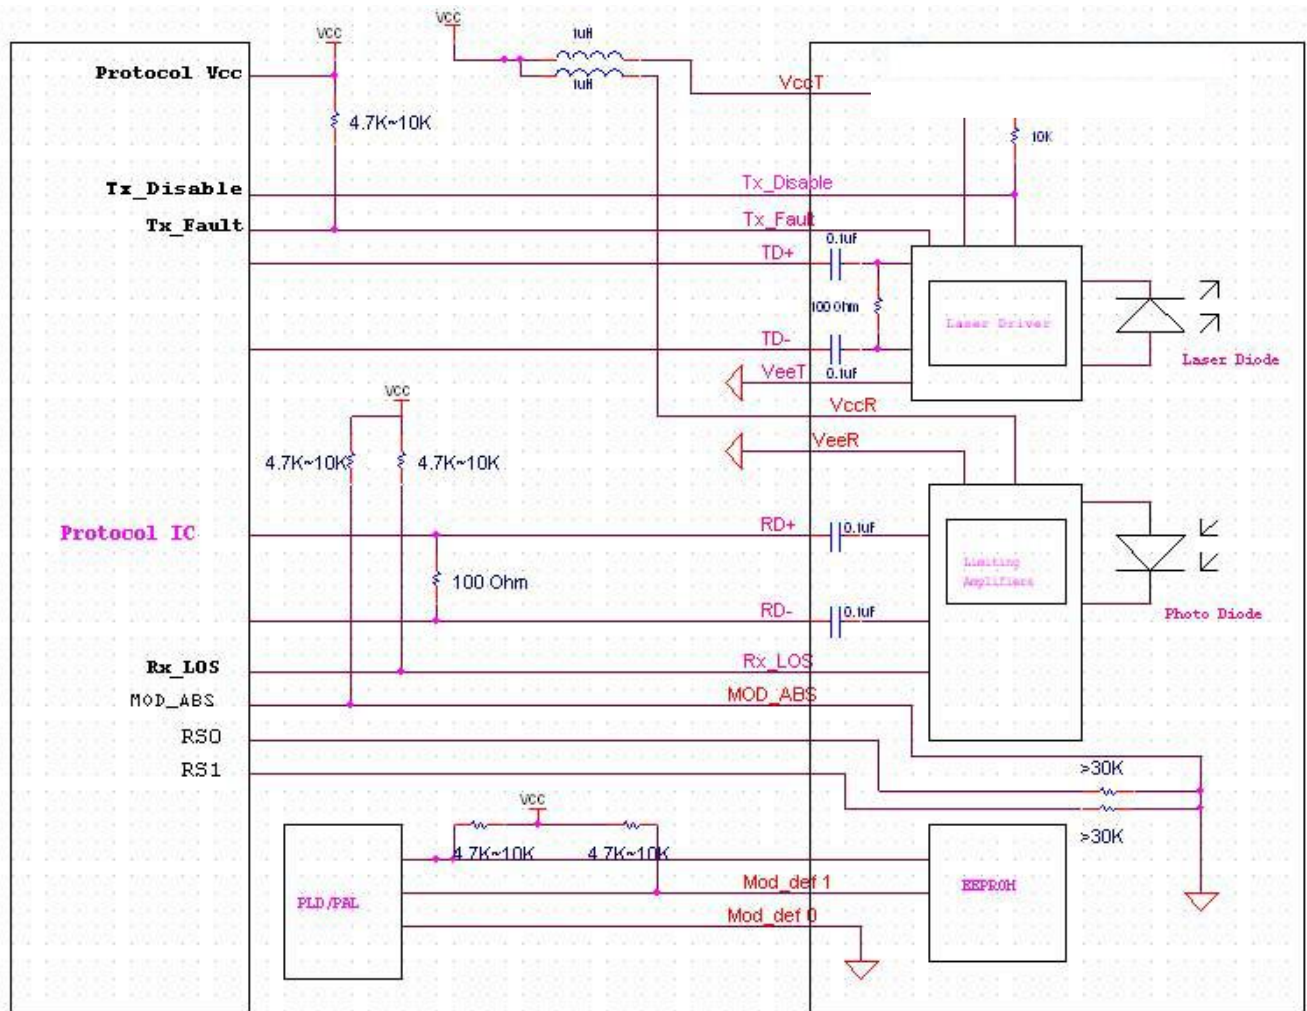 VCC
1uH
VCC
Protocol Vcc
1uH
VccT
4.7K~10K
10K
Tx_Disable
Tx_Disable
Tx_Fault
Tx_Fault
0.1uf
TD+
100 Ohm
Laser Driver
TD-
Laser Diode
VeeT
0.1uf
VCC
VccR
VeeR
4.7K~10K
4.7K~10K
Protocol IC
RD+
0.1uf
Limiting
Amplifiers
100 Ohm
RD-
0.1uf
Photo Diode
Rx_LOS
Rx_LOS
MOD_ABS
MOD_ABS
RS0
RS1
>30K
VCC
>30K
4.7K~10K
4.7K~10K
Mod_def 1
EEPROM
PLD/PAL
Mod_def 0